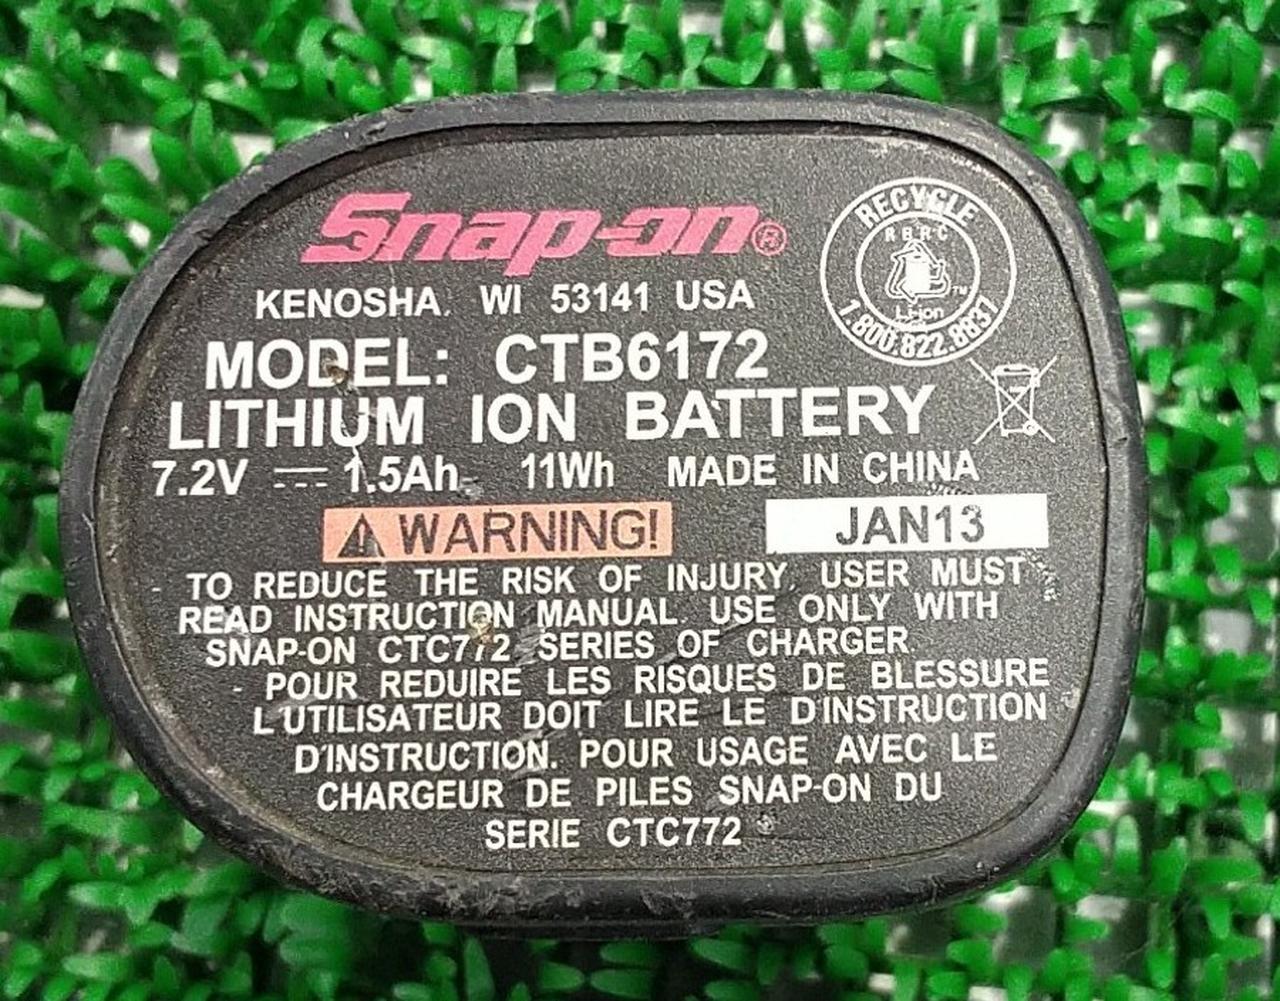 Snap-on®
KENOSHA, WI 53141 USA
RECYCLE
RBRC
TM
Li-ion
1.800.822.8837
MODEL: CTB6172
LITHIUM ION BATTERY
7.2V 1.5Ah 11Wh MADE IN CHINA
WARNING!
JAN13
- TO REDUCE THE RISK OF INJURY, USER MUST
READ INSTRUCTION MANUAL. USE ONLY WITH
SNAP-ON CTC772 SERIES OF CHARGER.
- POUR REDUIRE LES RISQUES DE BLESSURE
L'UTILISATEUR DOIT LIRE LE D'INSTRUCTION
D'INSTRUCTION. POUR USAGE AVEC LE
CHARGEUR DE PILES SNAP-ON DU
SERIE CTC772